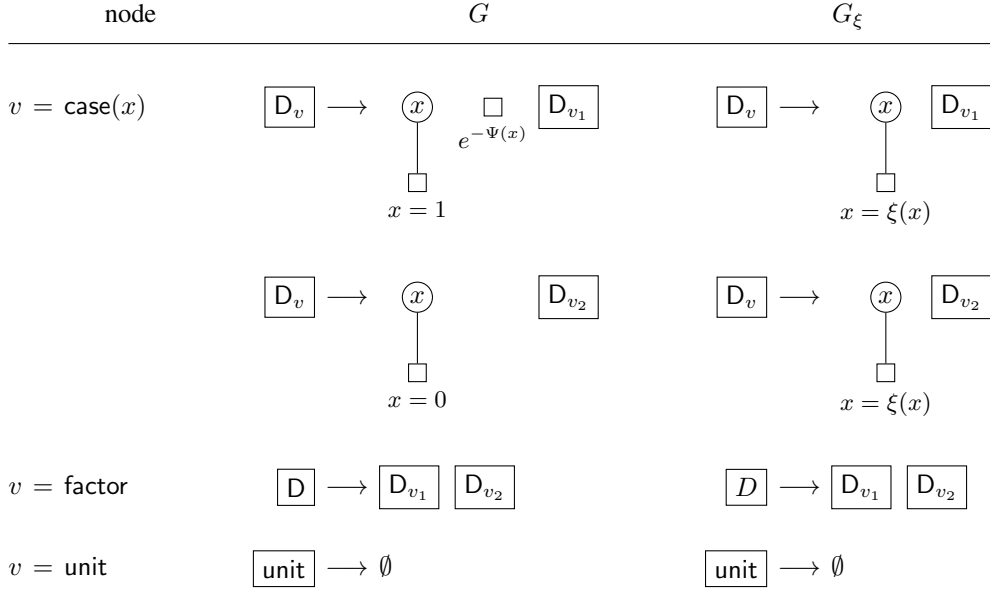 node G G_ξ
v = case(x) D_v ⟶ x e^{−Ψ(x)} D_{v_1} D_v ⟶ x D_{v_1}
x = 1 x = ξ(x)
D_v ⟶ x D_{v_2} D_v ⟶ x D_{v_2}
x = 0 x = ξ(x)
v = factor D ⟶ D_{v_1} D_{v_2} D ⟶ D_{v_1} D_{v_2}
v = unit unit ⟶ ∅ unit ⟶ ∅